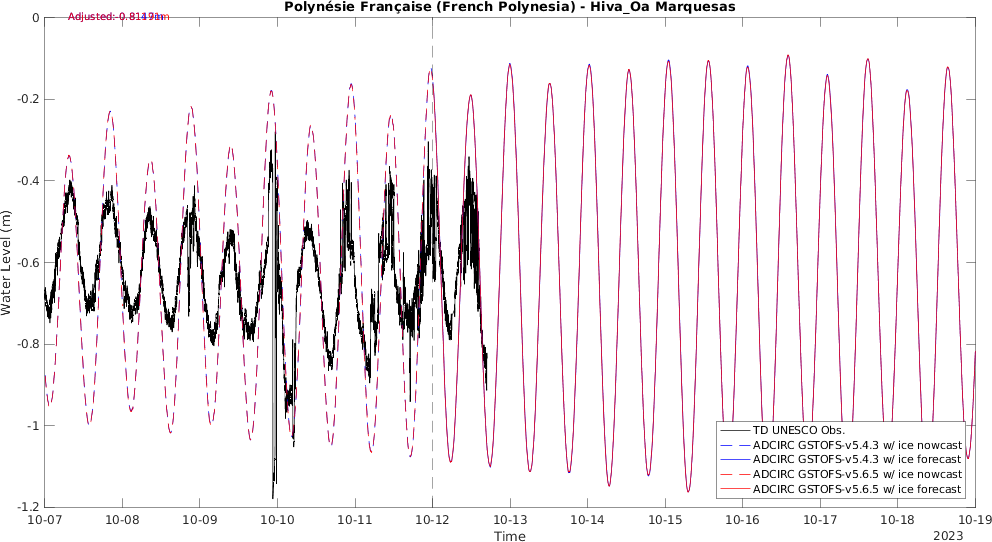 Polynésie Française (French Polynesia) - Hiva_Oa Marquesas
Adjusted:
0
-0.2
-0.4
-0.6
-0.8
-1
-1.2
Water Level (m)
TD UNESCO Obs.
ADCIRC GSTOFS-v5.4.3 w/ ice nowcast
ADCIRC GSTOFS-v5.4.3 w/ ice forecast
ADCIRC GSTOFS-v5.6.5 w/ ice nowcast
ADCIRC GSTOFS-v5.6.5 w/ ice forecast
10-07 10-08 10-09 10-10 10-11 10-12 10-13 10-14 10-15 10-16 10-17 10-18 10-19
Time
2023